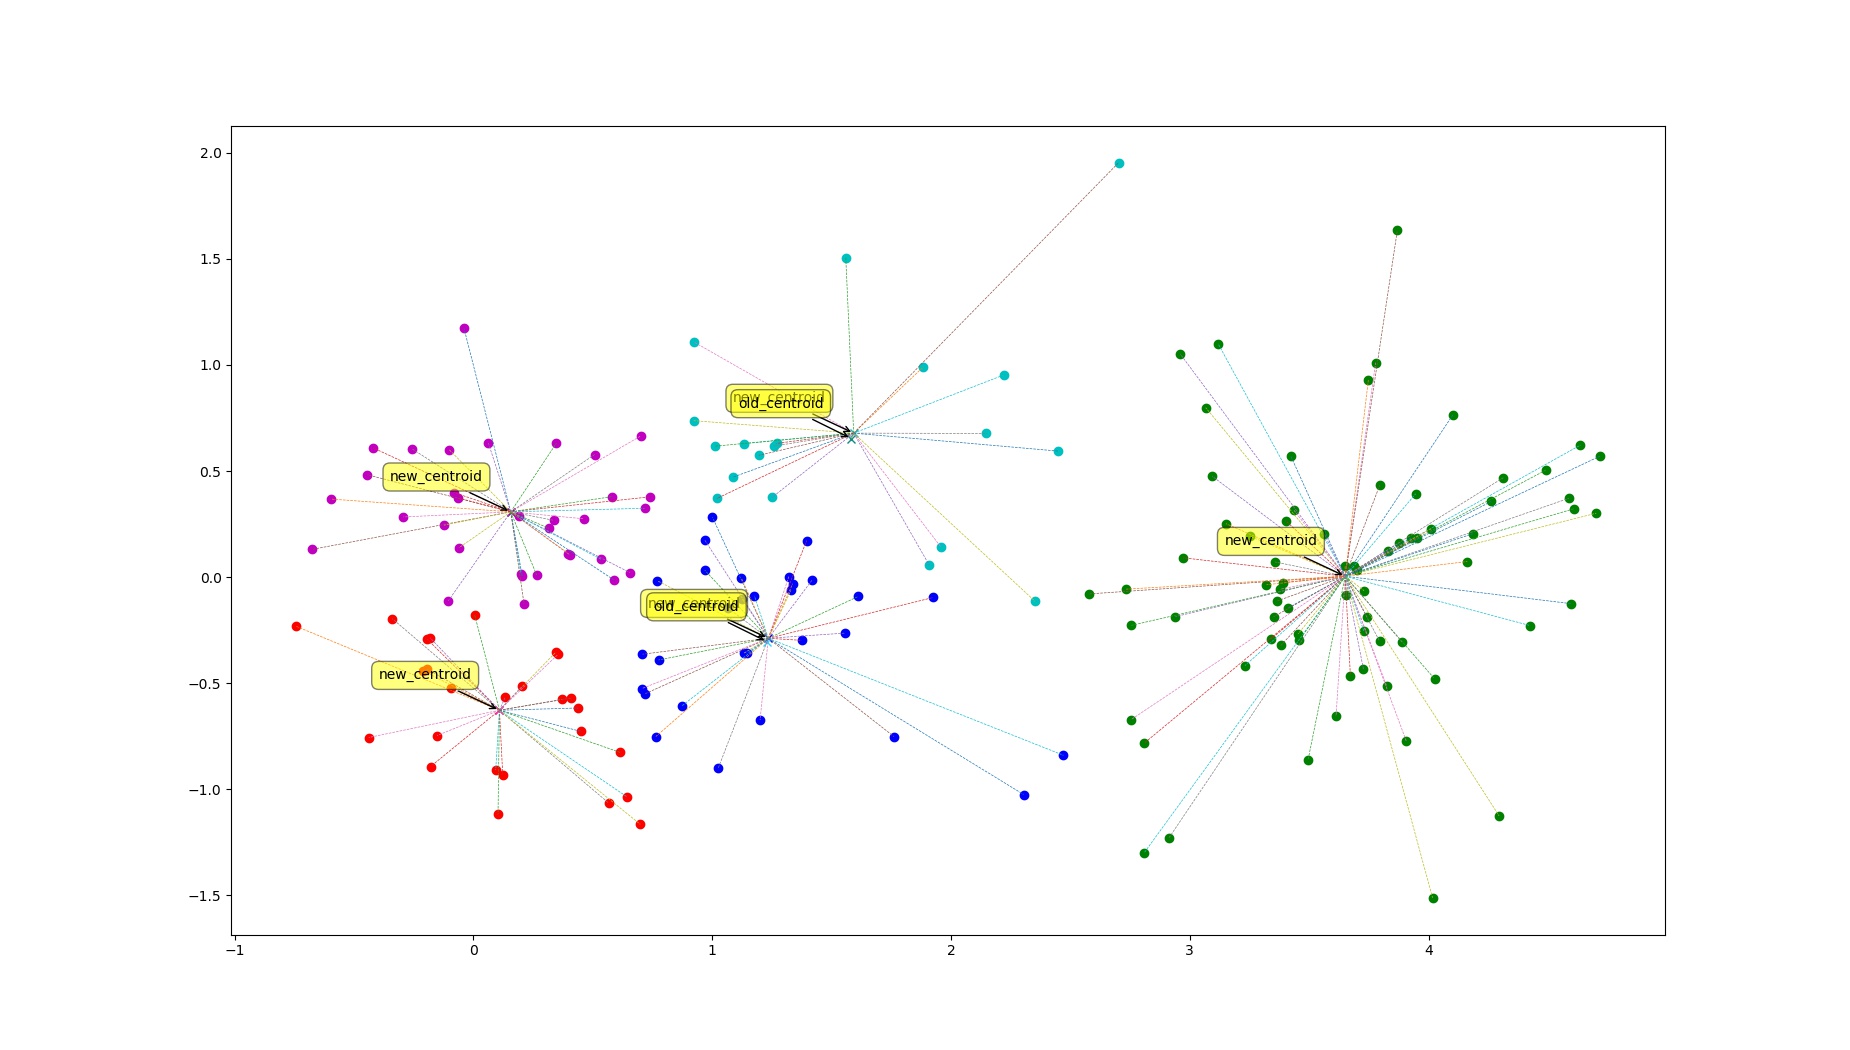 2.0
1.5
1.0
new_centroid
old_centroid
0.5
new_centroid
new_centroid
0.0
new_centroid
old_centroid
−0.5
new_centroid
−1.0
−1.5
−1 0 1 2 3 4